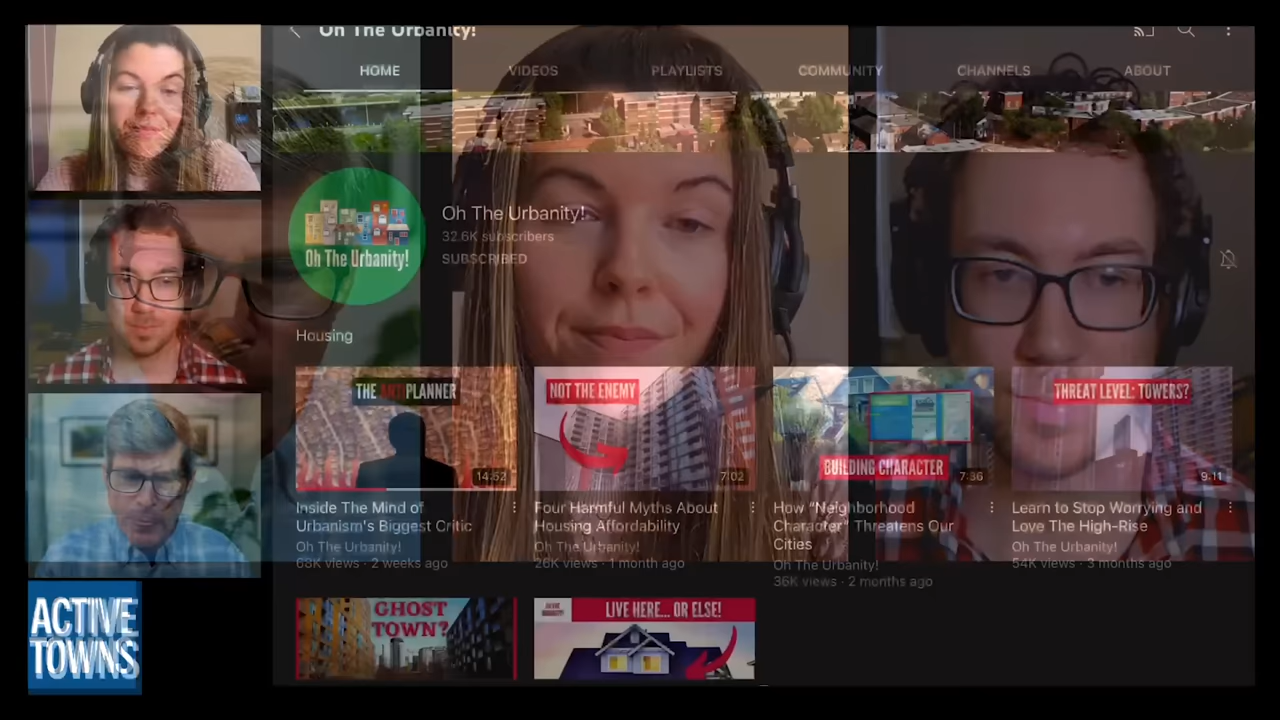 Oh The Urbanity!
HOME VIDEOS PLAYLISTS COMMUNITY CHANNELS ABOUT
Oh The Urbanity!
Oh The Urbanity!
32.6K subscribers
SUBSCRIBED
Housing
THE ANTIPLANNER
14:52
NOT THE ENEMY
7:02
BUILDING CHARACTER
7:36
THREAT LEVEL: TOWERS?
9:11
Inside The Mind of
Urbanism's Biggest Critic
Oh The Urbanity!
68K views · 2 weeks ago
Four Harmful Myths About
Housing Affordability
Oh The Urbanity!
26K views · 1 month ago
How "Neighborhood
Character" Threatens Our
Cities
Oh The Urbanity!
36K views · 2 months ago
Learn to Stop Worrying and
Love The High-Rise
Oh The Urbanity!
54K views · 3 months ago
GHOST
TOWN?
LIVE HERE... OR ELSE!
ACTIVE
TOWNS